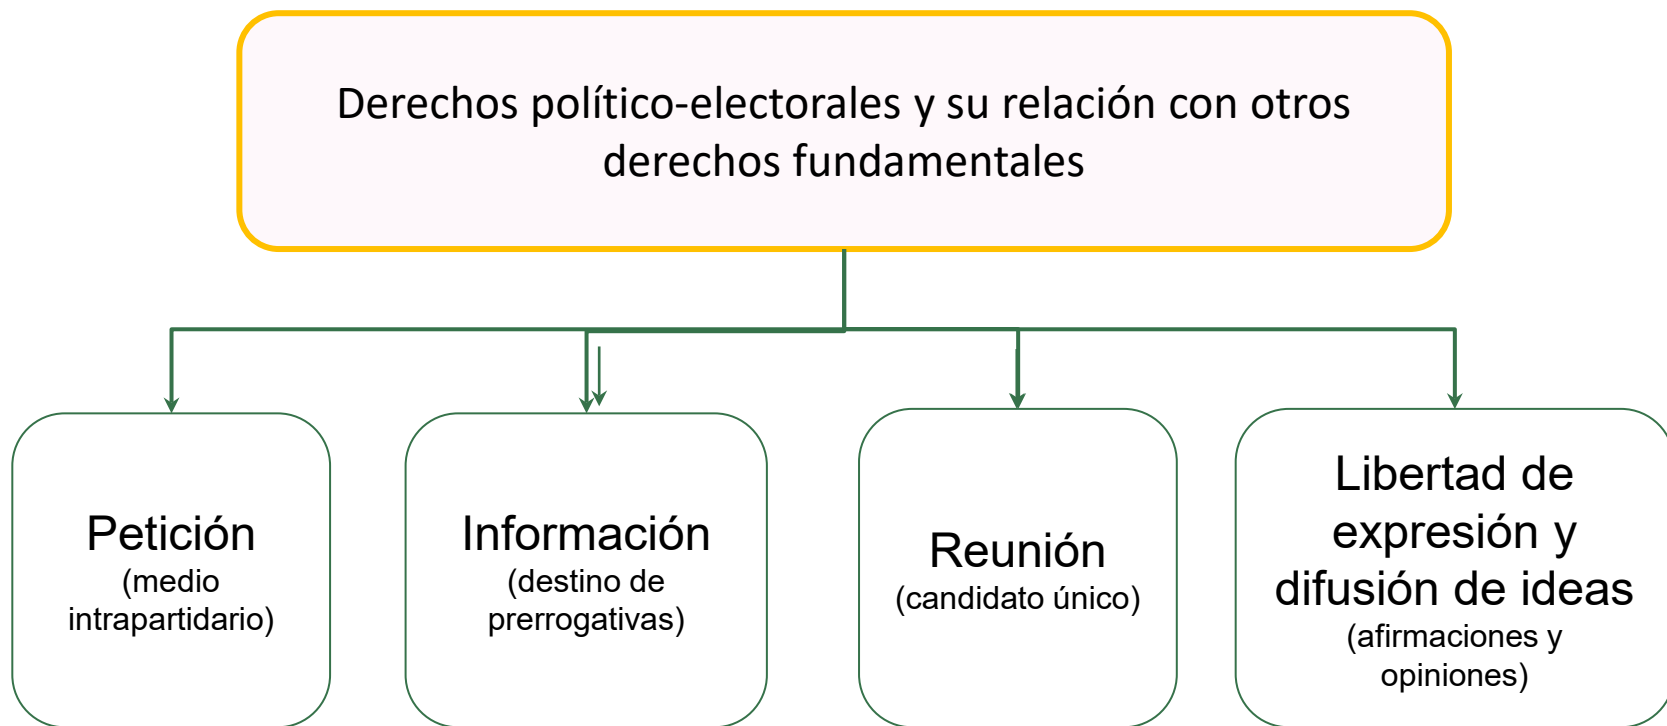 Derechos político-electorales y su relación con otros
derechos fundamentales
Petición
(medio
intrapartidario)
Información
(destino de
prerrogativas)
Reunión
(candidato único)
Libertad de
expresión y
difusión de ideas
(afirmaciones y
opiniones)